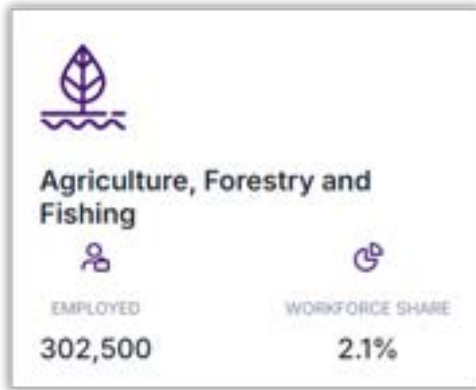 Agriculture, Forestry and
Fishing
EMPLOYED
WORKFORCE SHARE
302,500
2.1%